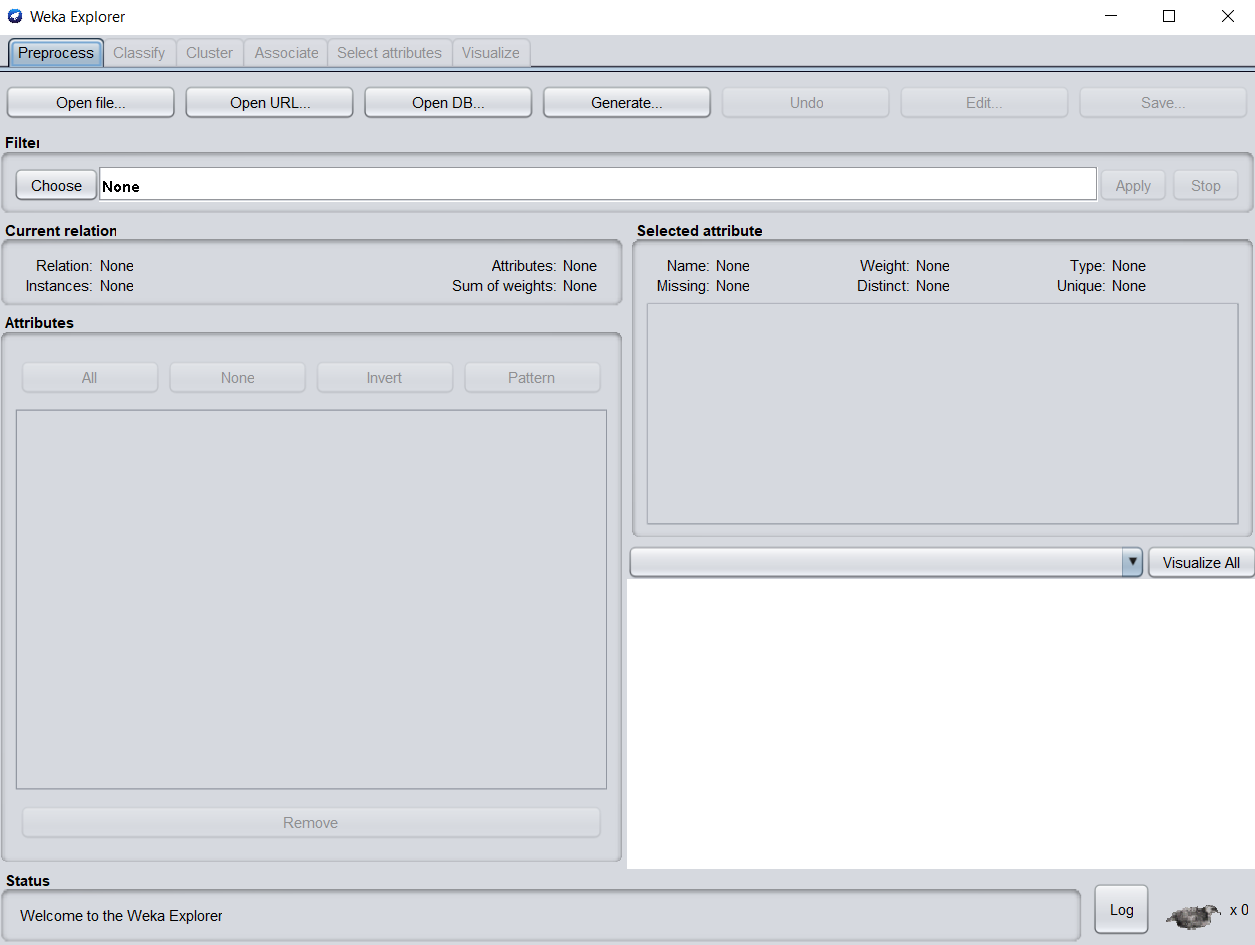 Weka Explorer
Preprocess Classify Cluster Associate Select attributes Visualize
Open file... Open URL... Open DB... Generate... Undo Edit... Save...
Filter
Choose None Apply Stop
Current relation
Relation: None Attributes: None
Instances: None Sum of weights: None
Selected attribute
Name: None Weight: None Type: None
Missing: None Distinct: None Unique: None
Attributes
All None Invert Pattern
Remove
Visualize All
Status
Welcome to the Weka Explorer
Log x 0